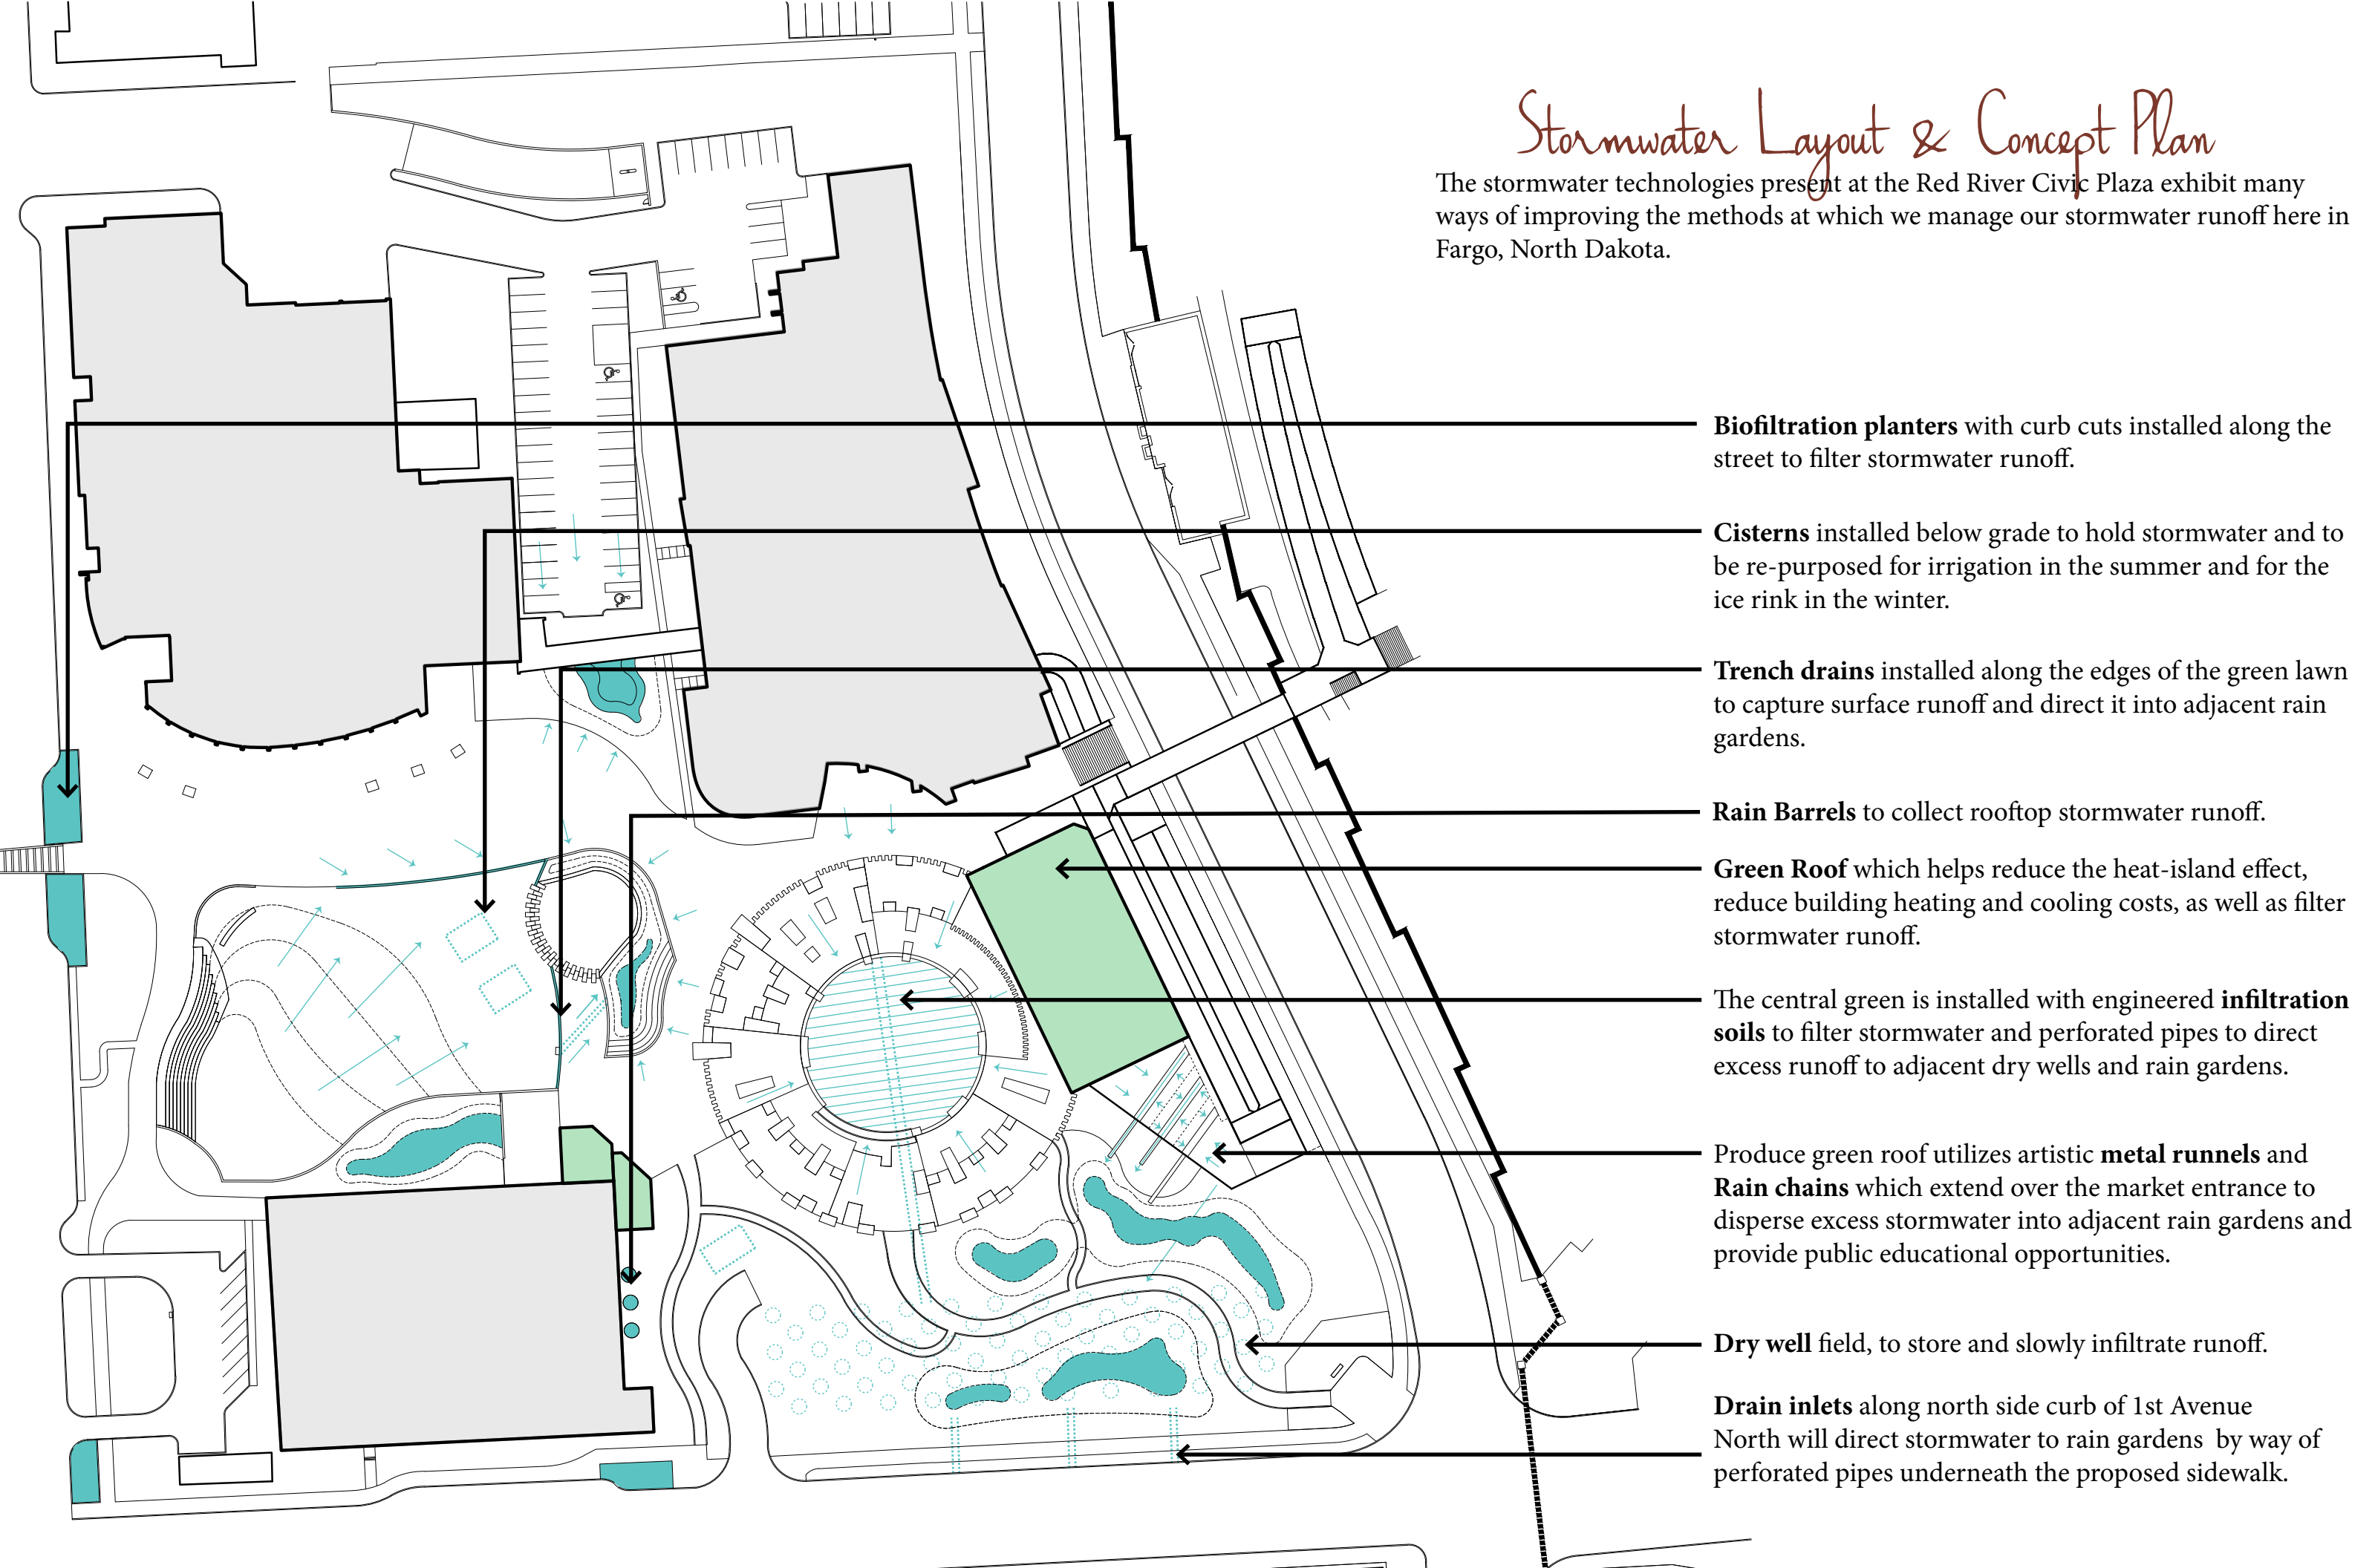 Stormwater Layout & Concept Plan
The stormwater technologies present at the Red River Civic Plaza exhibit many
ways of improving the methods at which we manage our stormwater runoff here in
Fargo, North Dakota.
Biofiltration planters with curb cuts installed along the
street to filter stormwater runoff.
Cisterns installed below grade to hold stormwater and to
be re-purposed for irrigation in the summer and for the
ice rink in the winter.
Trench drains installed along the edges of the green lawn
to capture surface runoff and direct it into adjacent rain
gardens.
Rain Barrels to collect rooftop stormwater runoff.
Green Roof which helps reduce the heat-island effect,
reduce building heating and cooling costs, as well as filter
stormwater runoff.
The central green is installed with engineered infiltration
soils to filter stormwater and perforated pipes to direct
excess runoff to adjacent dry wells and rain gardens.
Produce green roof utilizes artistic metal runnels and
Rain chains which extend over the market entrance to
disperse excess stormwater into adjacent rain gardens and
provide public educational opportunities.
Dry well field, to store and slowly infiltrate runoff.
Drain inlets along north side curb of 1st Avenue
North will direct stormwater to rain gardens by way of
perforated pipes underneath the proposed sidewalk.